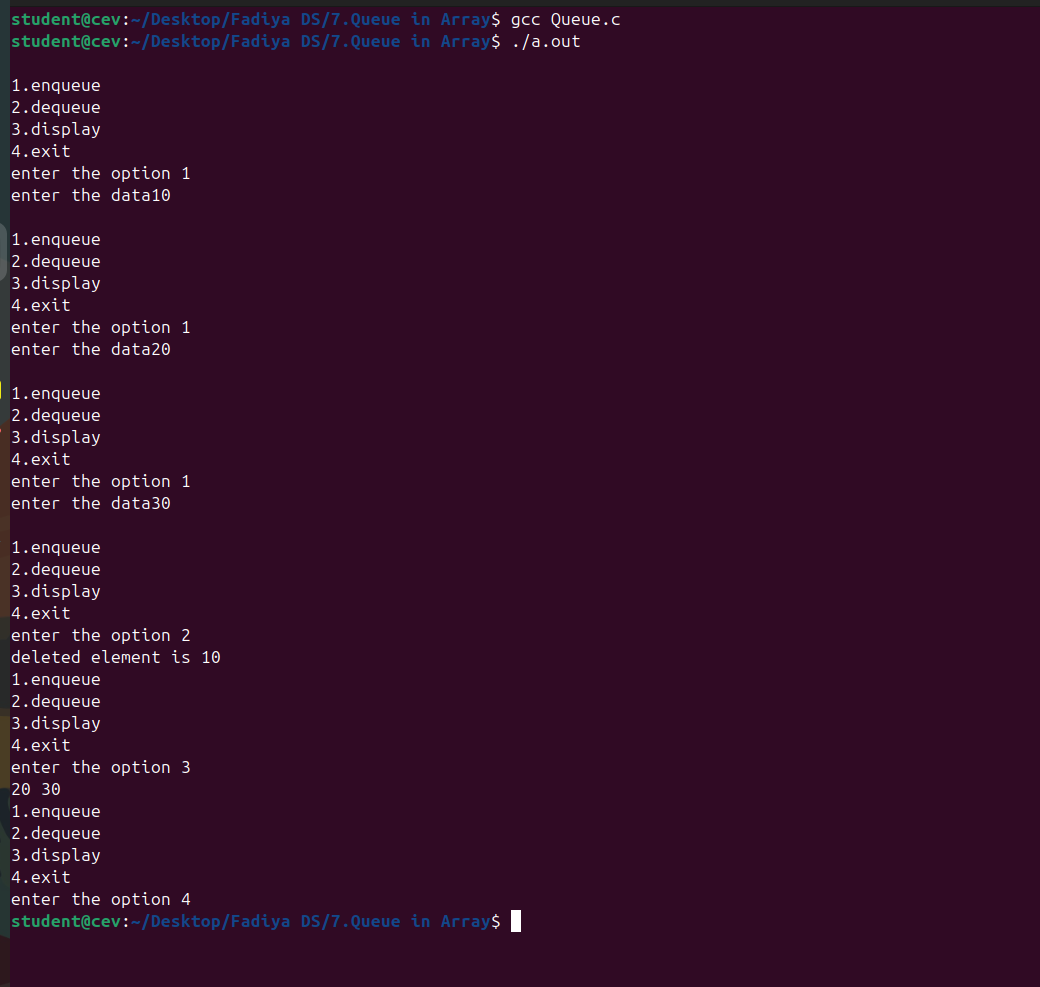 student@cev:~/Desktop/Fadiya DS/7.Queue in Array$ gcc Queue.c
student@cev:~/Desktop/Fadiya DS/7.Queue in Array$ ./a.out
1.enqueue
2.dequeue
3.display
4.exit
enter the option 1
enter the data10
1.enqueue
2.dequeue
3.display
4.exit
enter the option 1
enter the data20
1.enqueue
2.dequeue
3.display
4.exit
enter the option 1
enter the data30
1.enqueue
2.dequeue
3.display
4.exit
enter the option 2
deleted element is 10
1.enqueue
2.dequeue
3.display
4.exit
enter the option 3
20 30
1.enqueue
2.dequeue
3.display
4.exit
enter the option 4
student@cev:~/Desktop/Fadiya DS/7.Queue in Array$